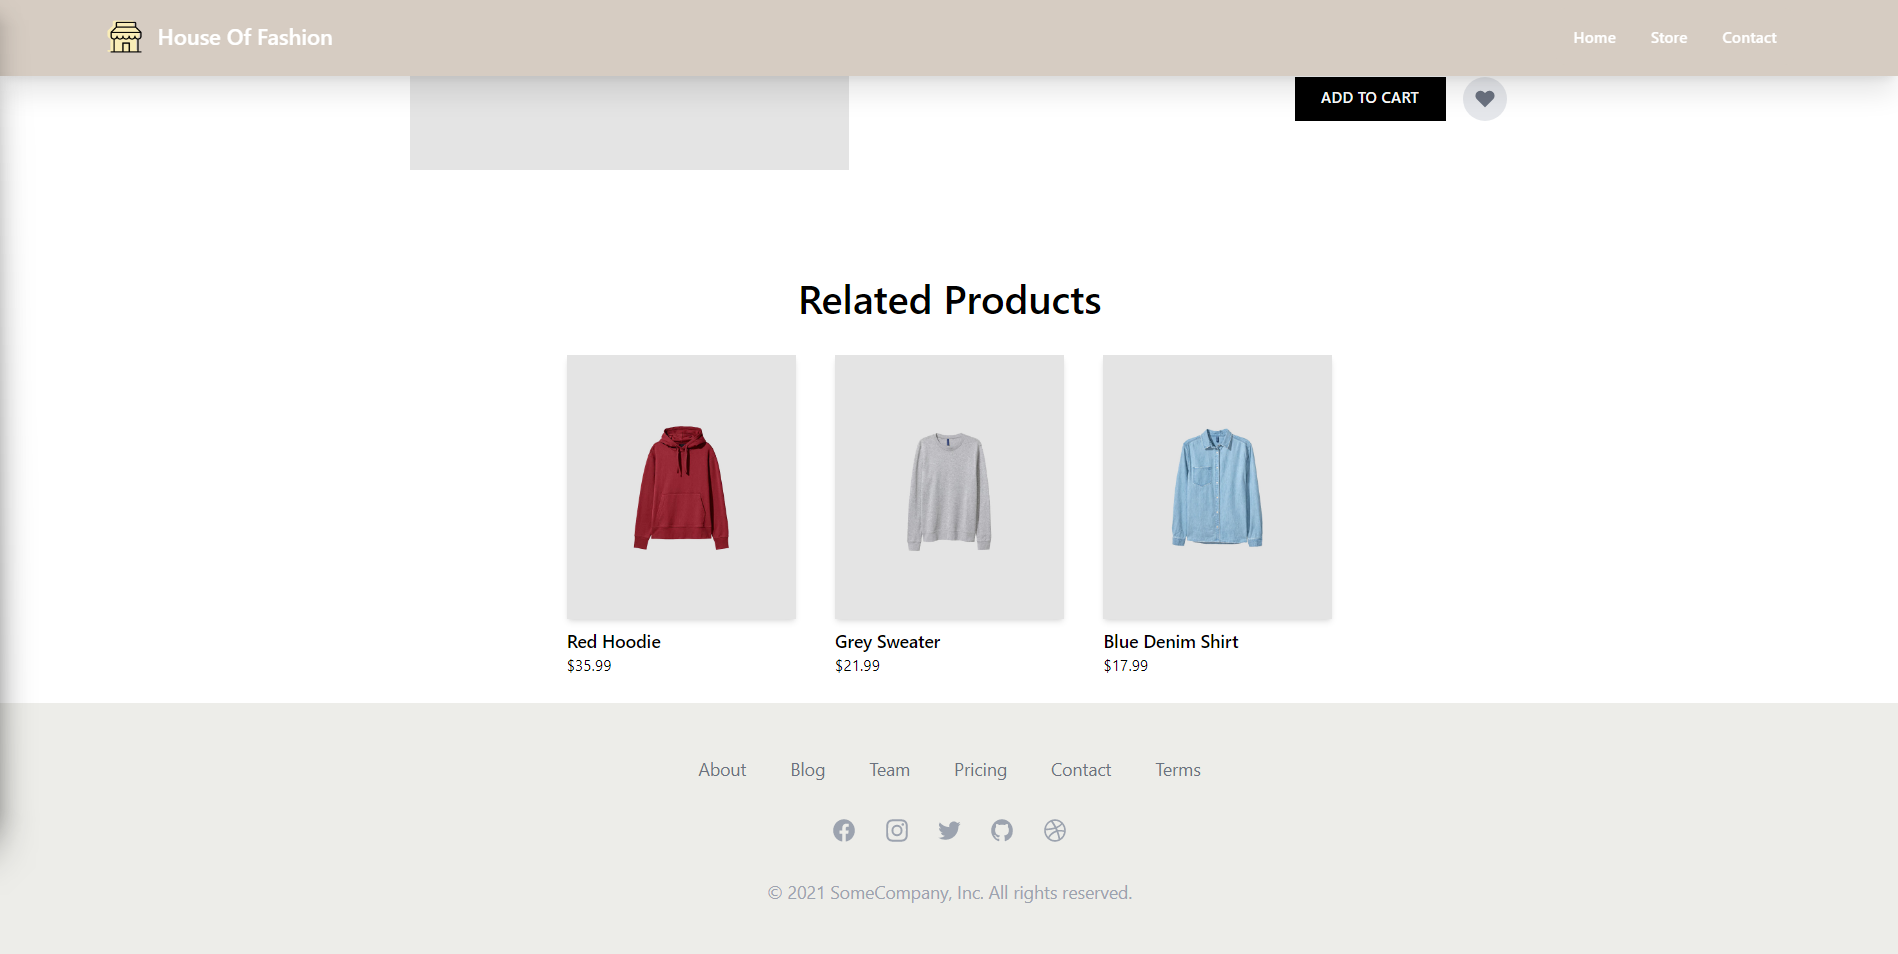 House Of Fashion
Home Store Contact
ADD TO CART
Related Products
Red Hoodie
$35.99
Grey Sweater
$21.99
Blue Denim Shirt
$17.99
About Blog Team Pricing Contact Terms
© 2021 SomeCompany, Inc. All rights reserved.